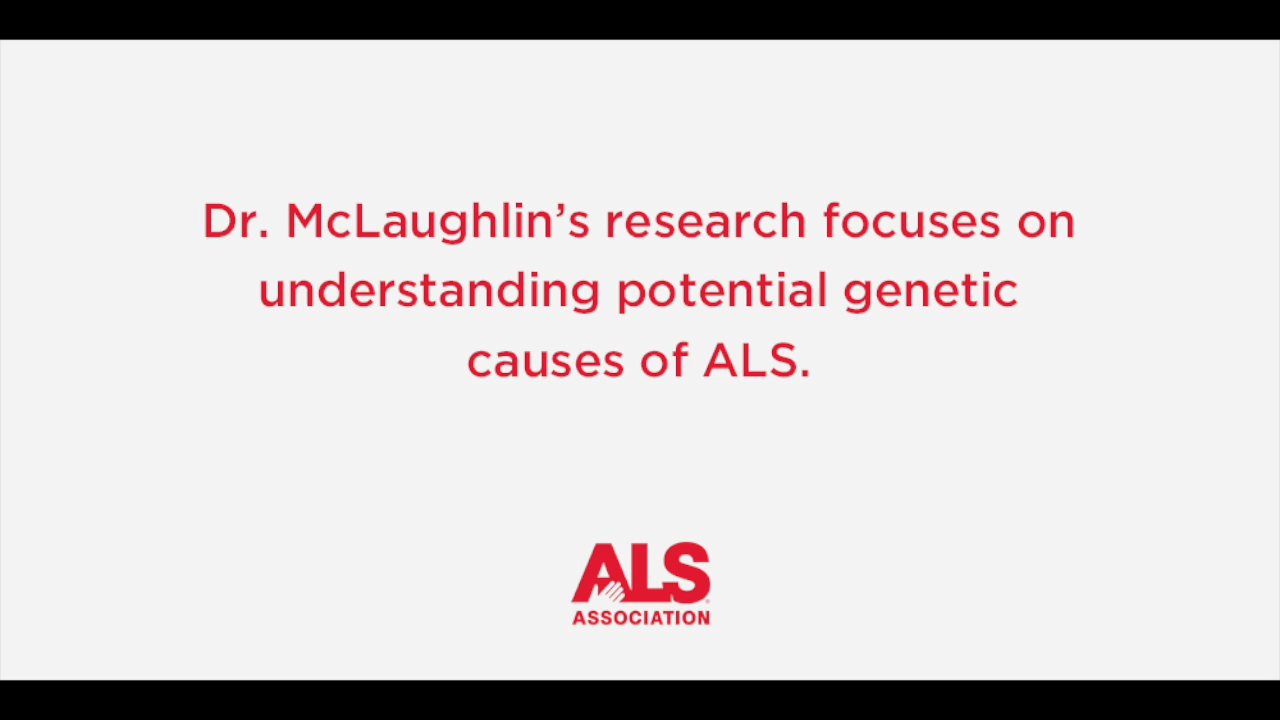 Dr. McLaughlin’s research focuses on
understanding potential genetic
causes of ALS.
ALS
ASSOCIATION